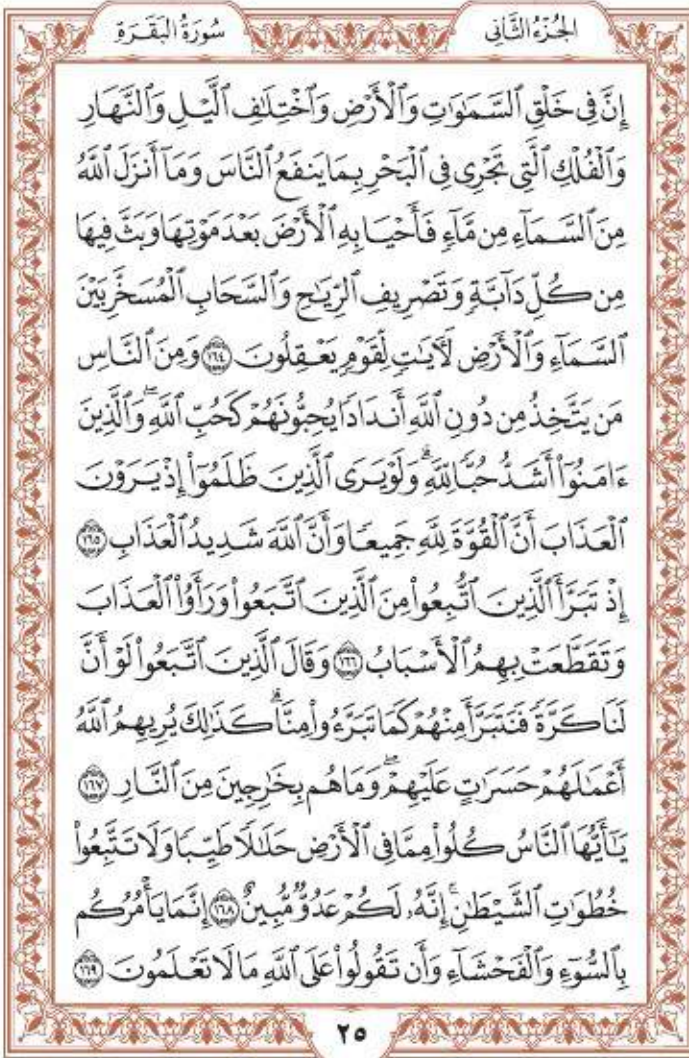 سُورَةُ البَقَرَةِ الجُزْءُ الثَّانِي
إِنَّ فِي خَلْقِ ٱلسَّمَٰوَٰتِ وَٱلْأَرْضِ وَٱخْتِلَٰفِ ٱلَّيْلِ وَٱلنَّهَارِ
وَٱلْفُلْكِ ٱلَّتِي تَجْرِي فِي ٱلْبَحْرِ بِمَا يَنفَعُ ٱلنَّاسَ وَمَآ أَنزَلَ ٱللَّهُ
مِنَ ٱلسَّمَآءِ مِن مَّآءٍ فَأَحْيَا بِهِ ٱلْأَرْضَ بَعْدَ مَوْتِهَا وَبَثَّ فِيهَا
مِن كُلِّ دَآبَّةٍ وَتَصْرِيفِ ٱلرِّيَٰحِ وَٱلسَّحَابِ ٱلْمُسَخَّرِ بَيْنَ
ٱلسَّمَآءِ وَٱلْأَرْضِ لَأٓيَٰتٍ لِّقَوْمٍ يَعْقِلُونَ ١٦٤ وَمِنَ ٱلنَّاسِ
مَن يَتَّخِذُ مِن دُونِ ٱللَّهِ أَندَادًا يُحِبُّونَهُمْ كَحُبِّ ٱللَّهِۖ وَٱلَّذِينَ
ءَامَنُوٓا۟ أَشَدُّ حُبًّا لِّلَّهِۗ وَلَوْ يَرَى ٱلَّذِينَ ظَلَمُوٓا۟ إِذْ يَرَوْنَ
ٱلْعَذَابَ أَنَّ ٱلْقُوَّةَ لِلَّهِ جَمِيعًا وَأَنَّ ٱللَّهَ شَدِيدُ ٱلْعَذَابِ ١٦٥
إِذْ تَبَرَّأَ ٱلَّذِينَ ٱتُّبِعُوا۟ مِنَ ٱلَّذِينَ ٱتَّبَعُوا۟ وَرَأَوُا۟ ٱلْعَذَابَ
وَتَقَطَّعَتْ بِهِمُ ٱلْأَسْبَابُ ١٦٦ وَقَالَ ٱلَّذِينَ ٱتَّبَعُوا۟ لَوْ أَنَّ
لَنَا كَرَّةً فَنَتَبَرَّأَ مِنْهُمْ كَمَا تَبَرَّءُوا۟ مِنَّاۗ كَذَٰلِكَ يُرِيهِمُ ٱللَّهُ
أَعْمَٰلَهُمْ حَسَرَٰتٍ عَلَيْهِمْۖ وَمَا هُم بِخَٰرِجِينَ مِنَ ٱلنَّارِ ١٦٧
يَٰٓأَيُّهَا ٱلنَّاسُ كُلُوا۟ مِمَّا فِي ٱلْأَرْضِ حَلَٰلًا طَيِّبًا وَلَا تَتَّبِعُوا۟
خُطُوَٰتِ ٱلشَّيْطَٰنِۚ إِنَّهُۥ لَكُمْ عَدُوٌّ مُّبِينٌ ١٦٨ إِنَّمَا يَأْمُرُكُم
بِٱلسُّوٓءِ وَٱلْفَحْشَآءِ وَأَن تَقُولُوا۟ عَلَى ٱللَّهِ مَا لَا تَعْلَمُونَ ١٦٩
٢٥